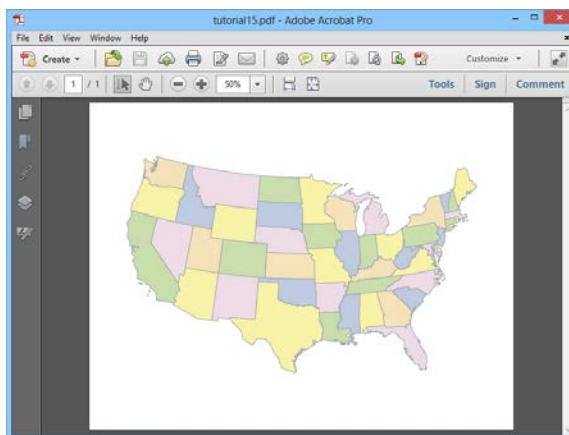 tutorial15.pdf - Adobe Acrobat Pro
File Edit View Window Help
Create Customize
1 / 1 50% Tools Sign Comment